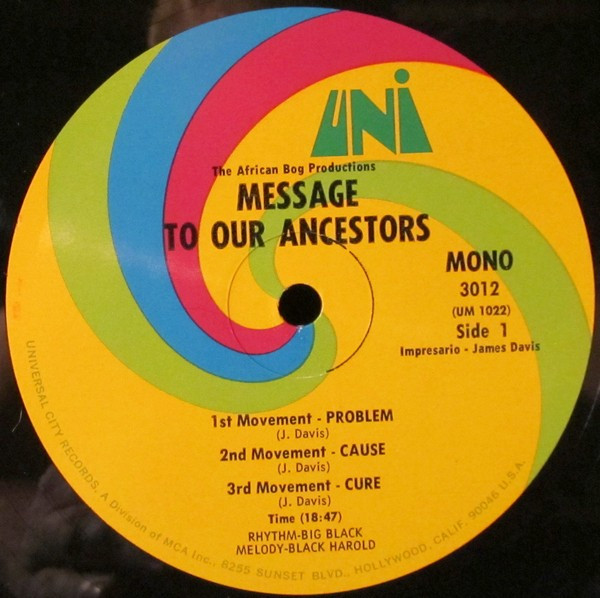 UNI
The African Bog Productions
MESSAGE
TO OUR ANCESTORS
MONO
3012
(UM 1022)
Side 1
Impresario - James Davis
1st Movement - PROBLEM
(J. Davis)
2nd Movement - CAUSE
(J. Davis)
3rd Movement - CURE
(J. Davis)
Time (18:47)
RHYTHM-BIG BLACK
MELODY-BLACK HAROLD
UNIVERSAL CITY RECORDS, A Division of MCA Inc., 8255 SUNSET BLVD., HOLLYWOOD, CALIF. 90046 U.S.A.